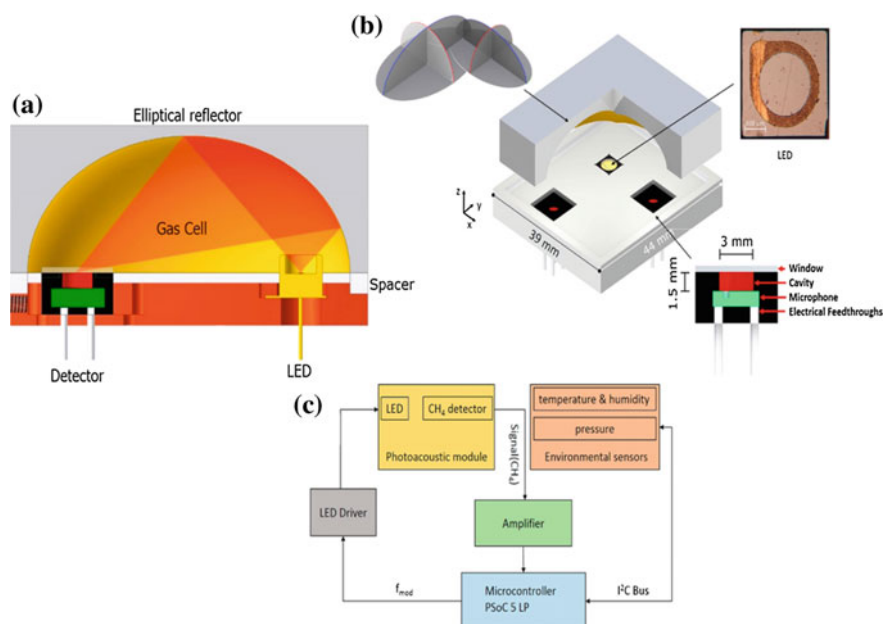 (a)
Elliptical reflector
Gas Cell
Spacer
Detector
LED
(b)
LED
z
y
x
39 mm
44 mm
3 mm
1.5 mm
Window
Cavity
Microphone
Electrical Feedthroughs
(c)
LED
CH₄ detector
Photoacoustic module
temperature & humidity
pressure
Environmental sensors
Signal(CH₄)
LED Driver
Amplifier
f_mod
Microcontroller
PSoC 5 LP
I²C Bus